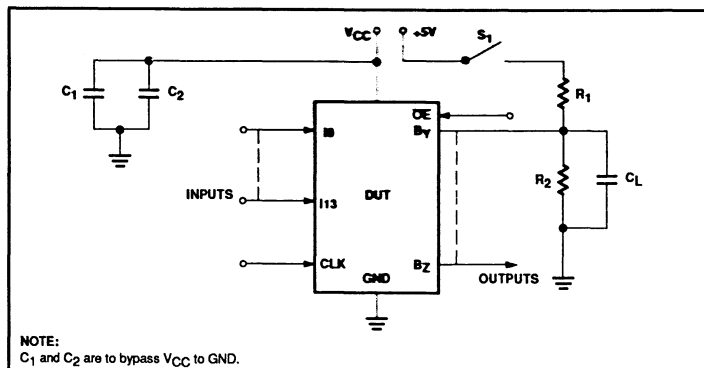 VCC +5V S1
C1 C2 R1
I0 OE
BY
INPUTS R2 CL
I13 DUT
CLK BZ
GND OUTPUTS
NOTE:
C1 and C2 are to bypass VCC to GND.